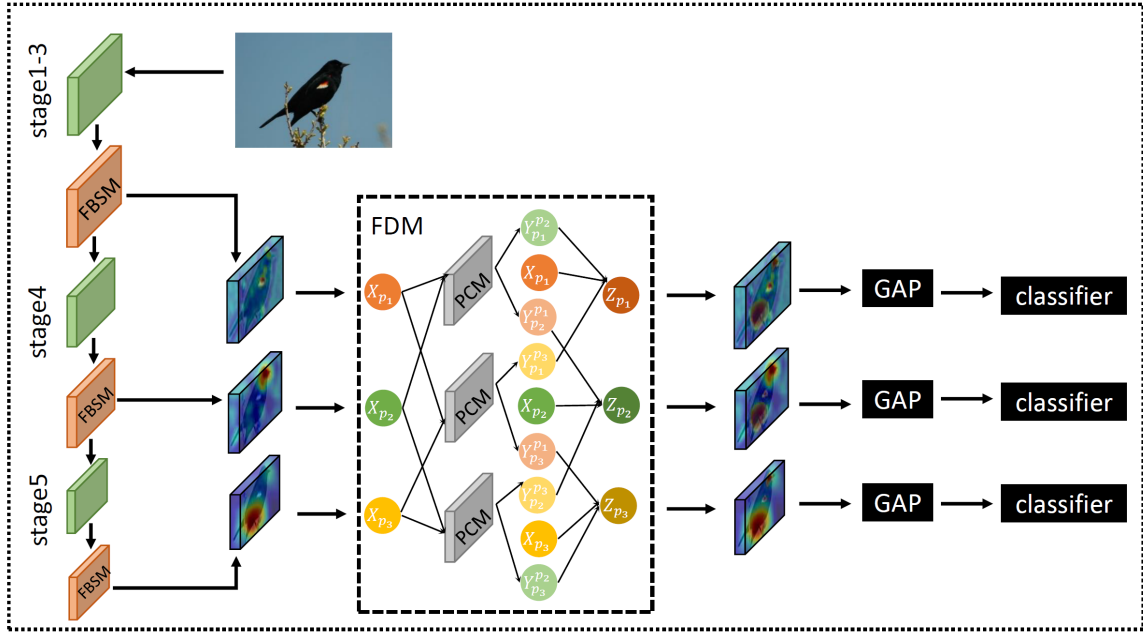 stage1-3
FBSM
stage4
FBSM
stage5
FBSM
FDM
X_{p_1}
X_{p_2}
X_{p_3}
PCM
PCM
PCM
Y_{p_1}^{p_2}
X_{p_1}
Y_{p_2}^{p_1}
Y_{p_1}^{p_3}
X_{p_2}
Y_{p_3}^{p_1}
Y_{p_2}^{p_3}
X_{p_3}
Y_{p_3}^{p_2}
Z_{p_1}
Z_{p_2}
Z_{p_3}
GAP
classifier
GAP
classifier
GAP
classifier